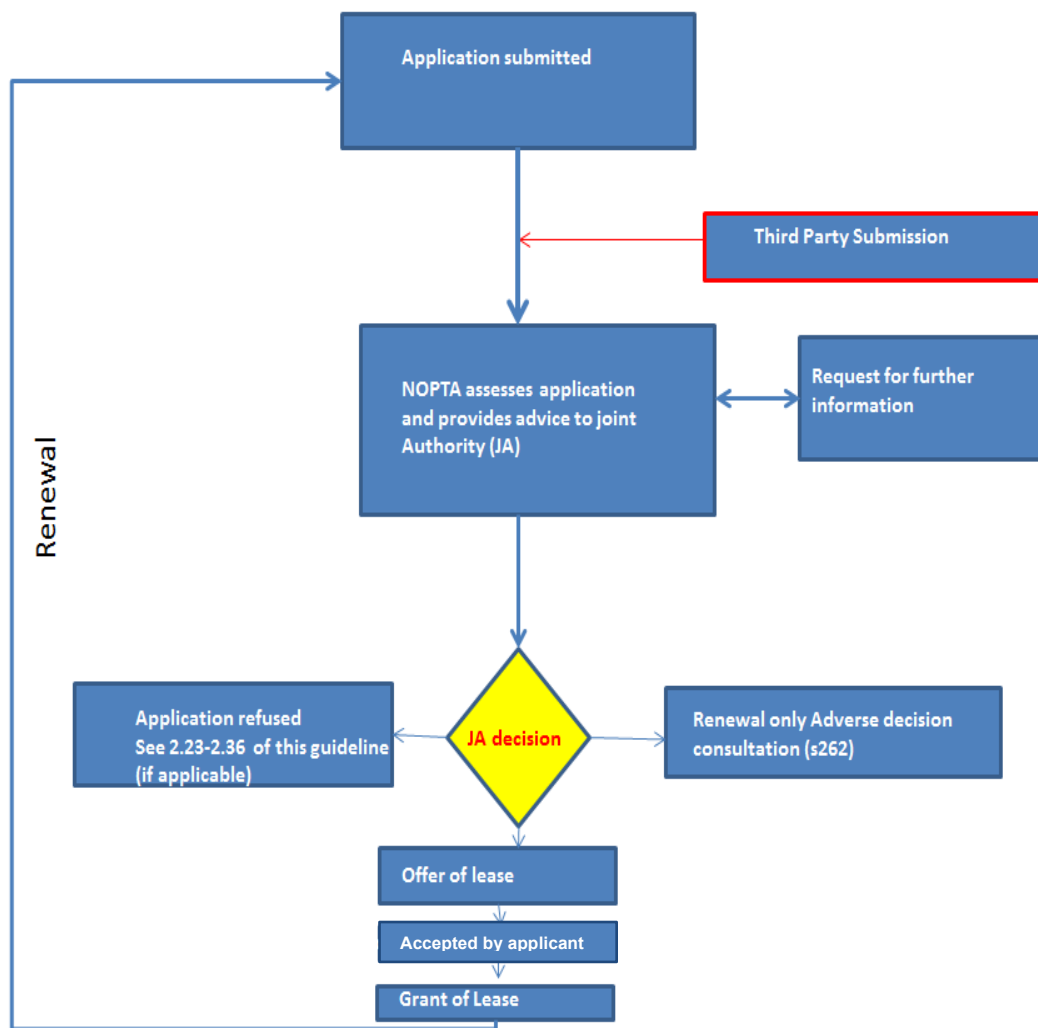 Application submitted
Third Party Submission
NOPTA assesses application
and provides advice to joint
Authority (JA)
Request for further
information
Renewal
JA decision
Application refused
See 2.23-2.36 of this guideline
(if applicable)
Renewal only Adverse decision
consultation (s262)
Offer of lease
Accepted by applicant
Grant of Lease